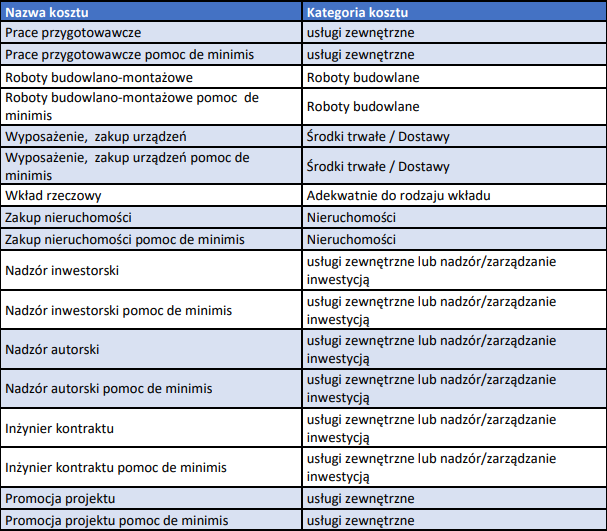 Nazwa kosztu Kategoria kosztu
Prace przygotowawcze usługi zewnętrzne
Prace przygotowawcze pomoc de minimis usługi zewnętrzne
Roboty budowlano-montażowe Roboty budowlane
Roboty budowlano-montażowe pomoc de
minimis Roboty budowlane
Wyposażenie, zakup urządzeń Środki trwałe / Dostawy
Wyposażenie, zakup urządzeń pomoc de
minimis Środki trwałe / Dostawy
Wkład rzeczowy Adekwatnie do rodzaju wkładu
Zakup nieruchomości Nieruchomości
Zakup nieruchomości pomoc de minimis Nieruchomości
Nadzór inwestorski usługi zewnętrzne lub nadzór/zarządzanie
inwestycją
Nadzór inwestorski pomoc de minimis usługi zewnętrzne lub nadzór/zarządzanie
inwestycją
Nadzór autorski usługi zewnętrzne lub nadzór/zarządzanie
inwestycją
Nadzór autorski pomoc de minimis usługi zewnętrzne lub nadzór/zarządzanie
inwestycją
Inżynier kontraktu usługi zewnętrzne lub nadzór/zarządzanie
inwestycją
Inżynier kontraktu pomoc de minimis usługi zewnętrzne lub nadzór/zarządzanie
inwestycją
Promocja projektu usługi zewnętrzne
Promocja projektu pomoc de minimis usługi zewnętrzne